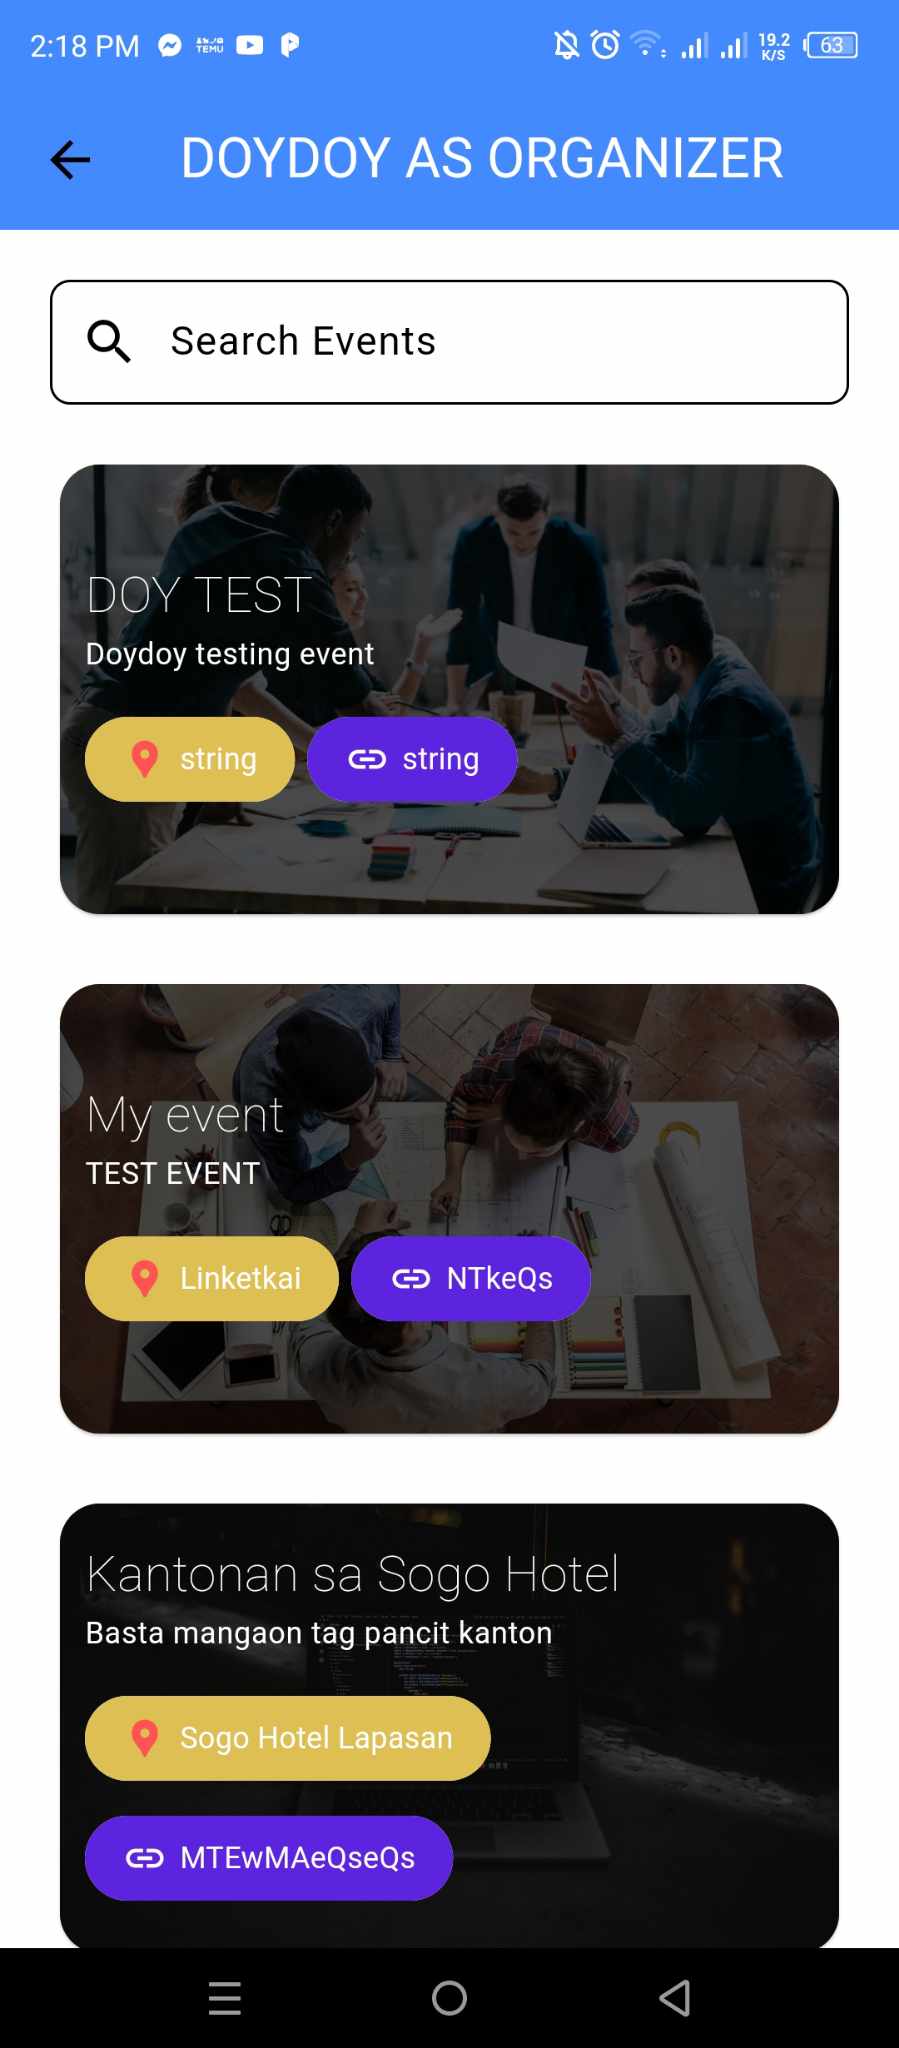 2:18 PM
TEMU
19.2
K/S
63
DOYDOY AS ORGANIZER
Search Events
DOY TEST
Doydoy testing event
string
string
My event
TEST EVENT
Linketkai
NTkeQs
Kantonan sa Sogo Hotel
Basta mangaon tag pancit kanton
Sogo Hotel Lapasan
MTEwMAeQseQs